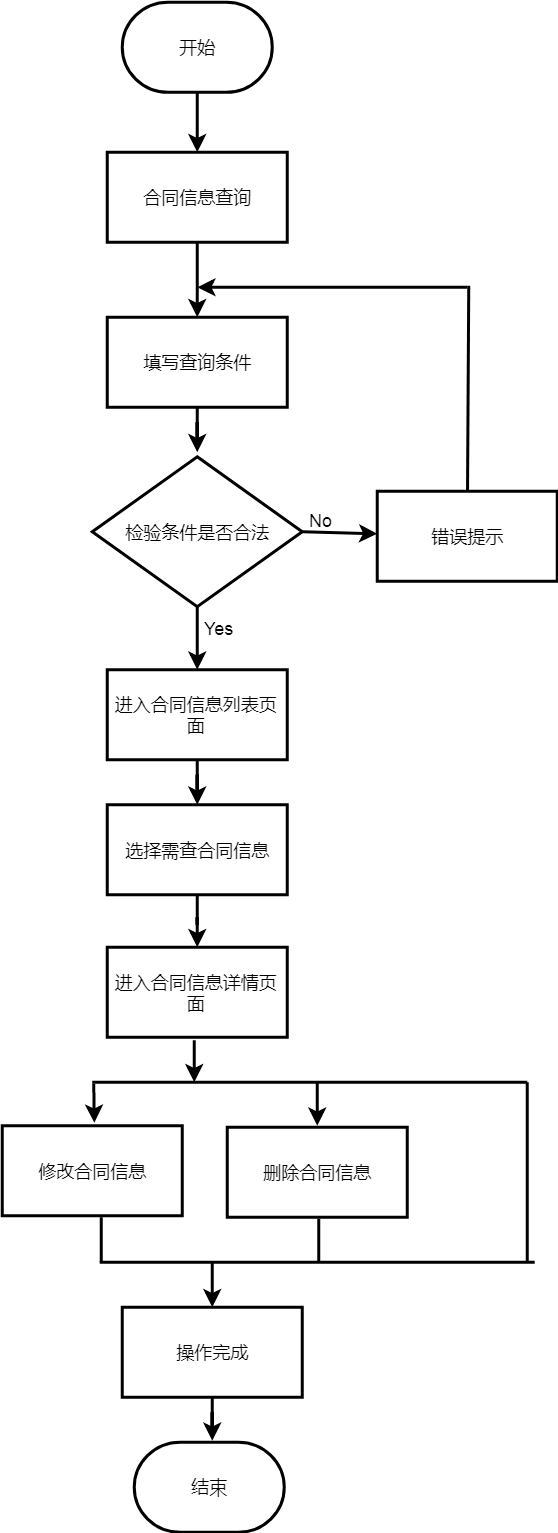 开始
合同信息查询
填写查询条件
检验条件是否合法
No
错误提示
Yes
进入合同信息列表页
面
选择需查合同信息
进入合同信息详情页
面
修改合同信息
删除合同信息
操作完成
结束